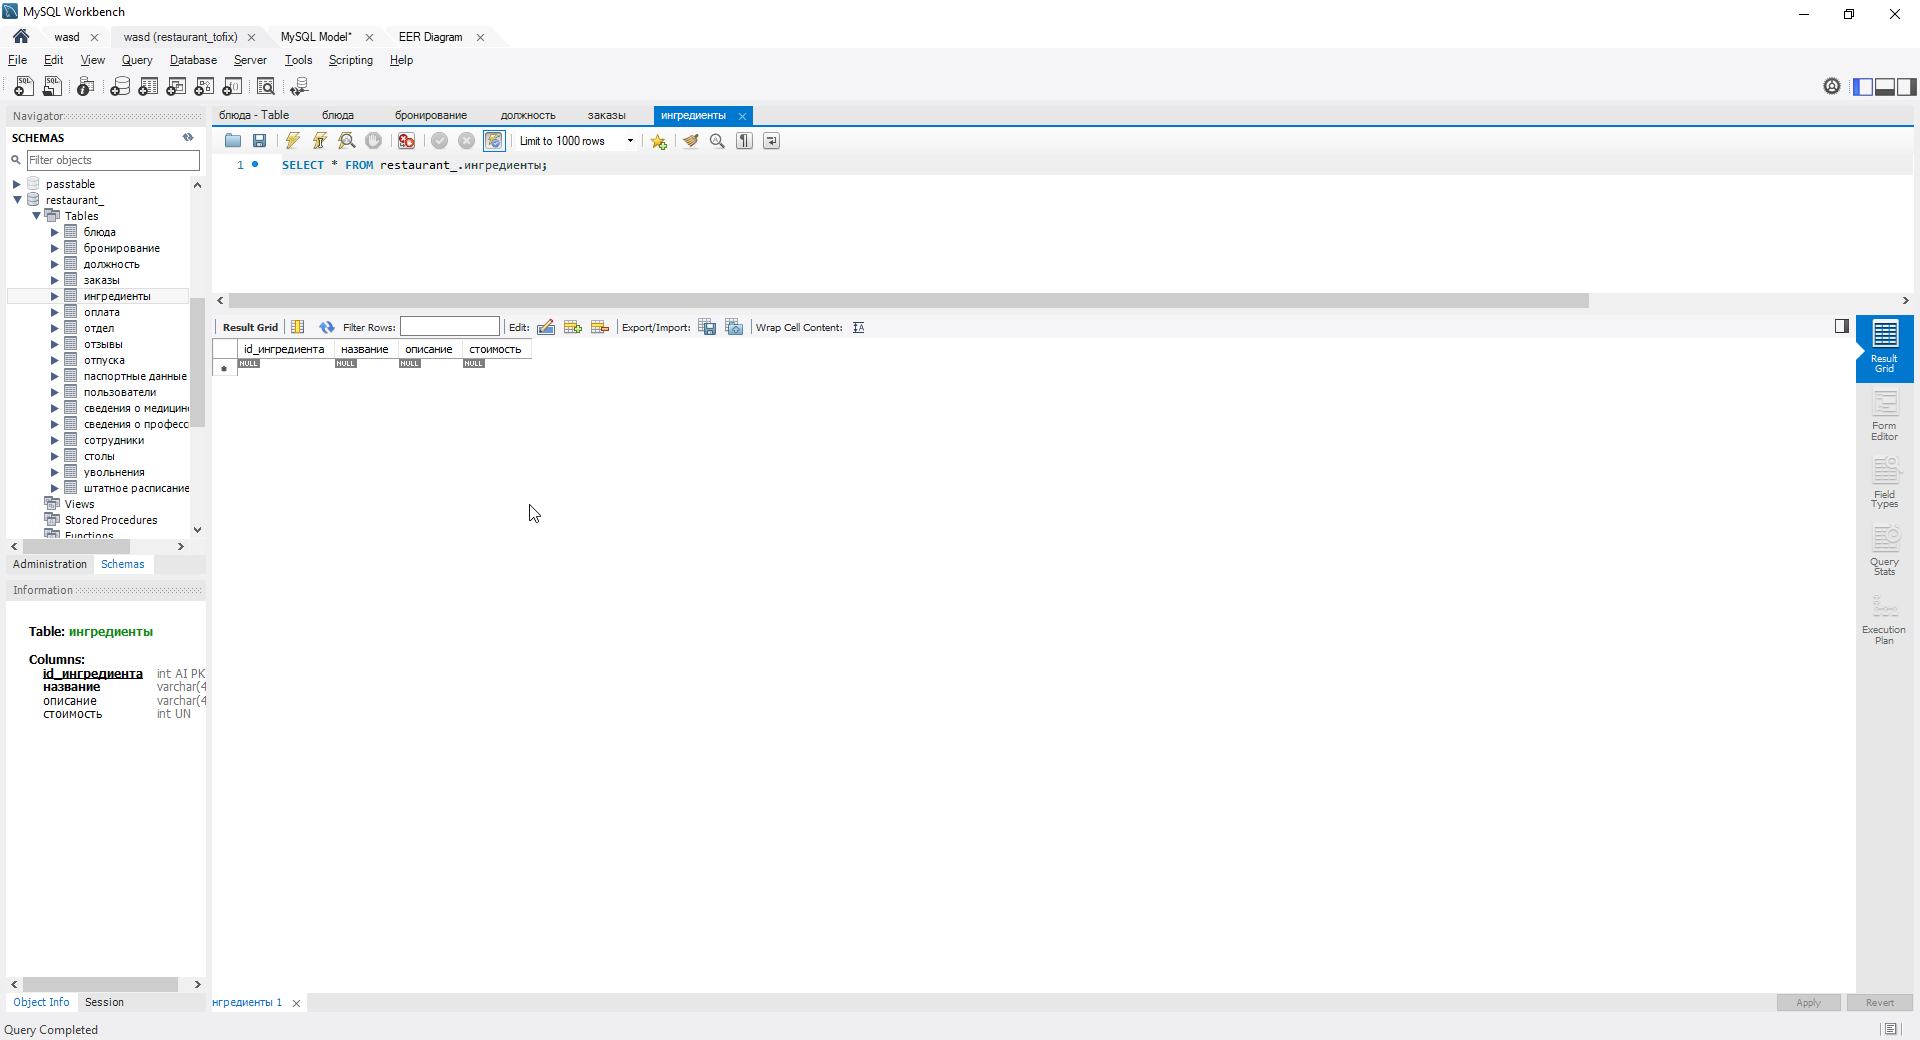 MySQL Workbench
wasd
wasd (restaurant_tofix)
MySQL Model*
EER Diagram
File Edit View Query Database Server Tools Scripting Help
Navigator
SCHEMAS
Filter objects
passtable
restaurant_
Tables
блюда
бронирование
должность
заказы
ингредиенты
оплата
отдел
отзывы
отпуска
паспортные данные
пользователи
сведения о медицин
сведения о професс
сотрудники
столы
увольнения
штатное расписание
Views
Stored Procedures
Functions
Administration Schemas
Information
Table: ингредиенты
Columns:
id_ингредиента int AI PK
название varchar(4
описание varchar(4
стоимость int UN
Object Info Session
Query Completed
блюда - Table блюда бронирование должность заказы ингредиенты
Limit to 1000 rows
1 SELECT * FROM restaurant_.ингредиенты;
Result Grid Filter Rows: Edit: Export/Import: Wrap Cell Content:
id_ингредиента название описание стоимость
NULL NULL NULL NULL
Result
Grid
Form
Editor
Field
Types
Query
Stats
Execution
Plan
нгредиенты 1
Apply Revert